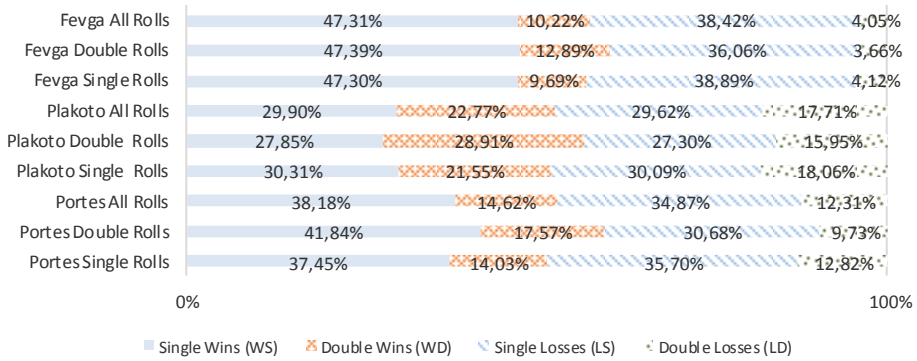 Fevga All Rolls 47,31% 10,22% 38,42% 4,05%
Fevga Double Rolls 47,39% 12,89% 36,06% 3,66%
Fevga Single Rolls 47,30% 9,69% 38,89% 4,12%
Plakoto All Rolls 29,90% 22,77% 29,62% 17,71%
Plakoto Double Rolls 27,85% 28,91% 27,30% 15,95%
Plakoto Single Rolls 30,31% 21,55% 30,09% 18,06%
Portes All Rolls 38,18% 14,62% 34,87% 12,31%
Portes Double Rolls 41,84% 17,57% 30,68% 9,73%
Portes Single Rolls 37,45% 14,03% 35,70% 12,82%
0% 100%
Single Wins (WS) Double Wins (WD) Single Losses (LS) Double Losses (LD)